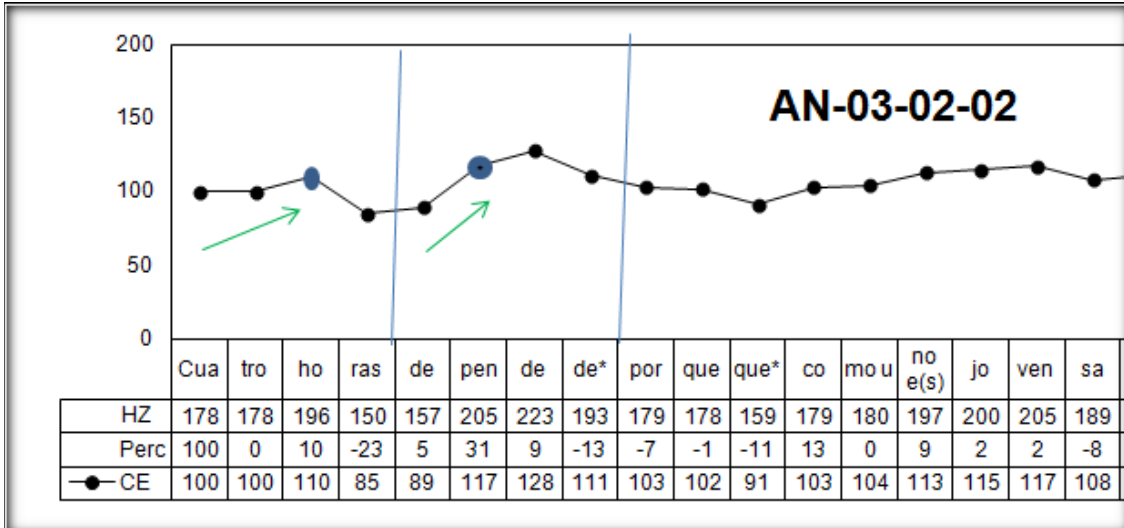 200
AN-03-02-02
150
100
50
0
Cua tro ho ras de pen de de* por que que* co mo u no e(s) jo ven sa
HZ 178 178 196 150 157 205 223 193 179 178 159 179 180 197 200 205 189
Perc 100 0 10 -23 5 31 9 -13 -7 -1 -11 13 0 9 2 2 -8
CE 100 100 110 85 89 117 128 111 103 102 91 103 104 113 115 117 108